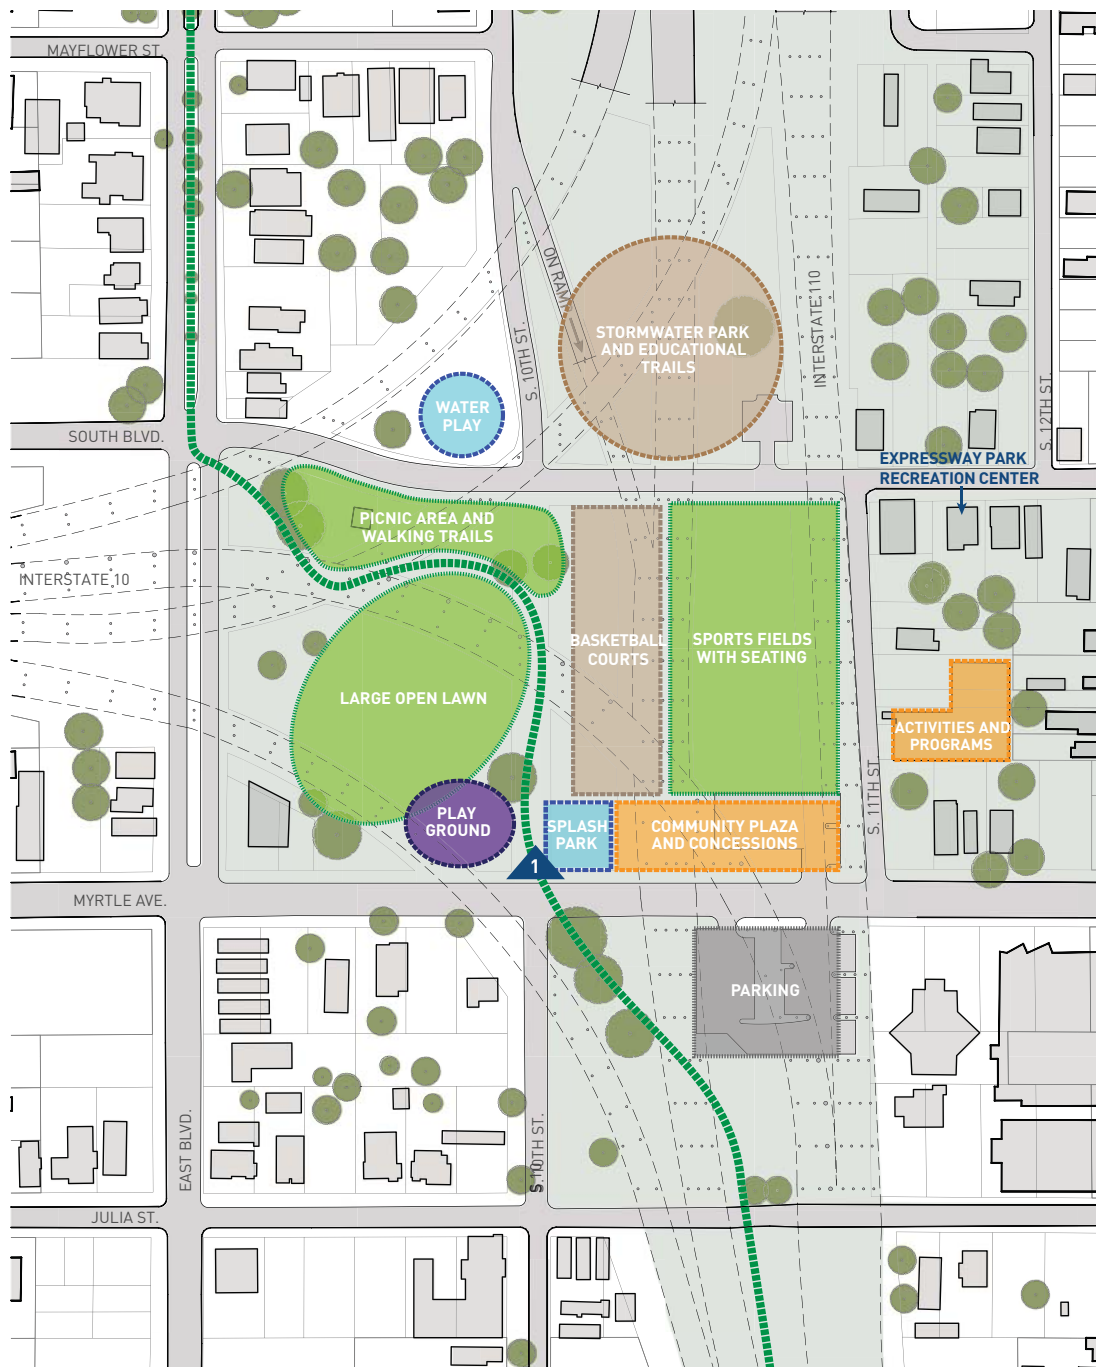 MAYFLOWER ST.
ON RAMP
INTERSTATE 110
S. 10TH ST.
STORMWATER PARK
AND EDUCATIONAL
TRAILS
WATER
PLAY
S. 12TH ST.
SOUTH BLVD.
EXPRESSWAY PARK
RECREATION CENTER
PICNIC AREA AND
WALKING TRAILS
INTERSTATE 10
BASKETBALL
COURTS
SPORTS FIELDS
WITH SEATING
LARGE OPEN LAWN
ACTIVITIES AND
PROGRAMS
S. 11TH ST.
PLAY
GROUND
SPLASH
PARK
COMMUNITY PLAZA
AND CONCESSIONS
1
MYRTLE AVE.
PARKING
EAST BLVD.
S. 10TH ST.
JULIA ST.